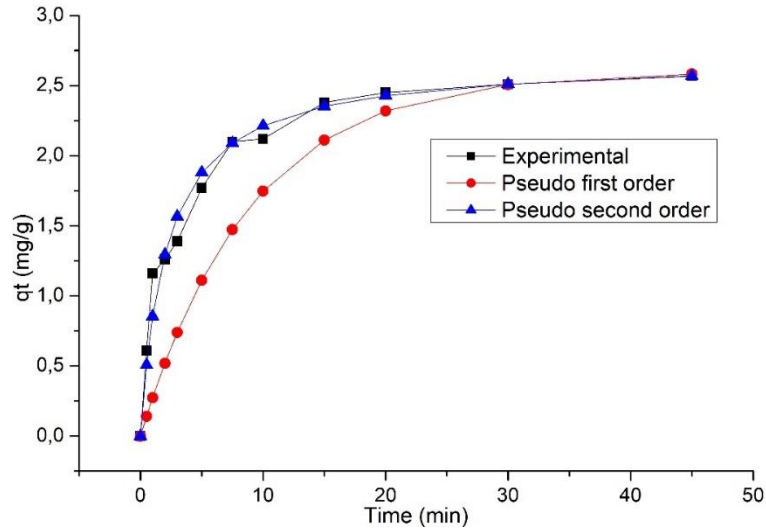 3,0
2,5
2,0
1,5
1,0
0,5
0,0
qt (mg/g)
Experimental
Pseudo first order
Pseudo second order
0 10 20 30 40 50
Time (min)